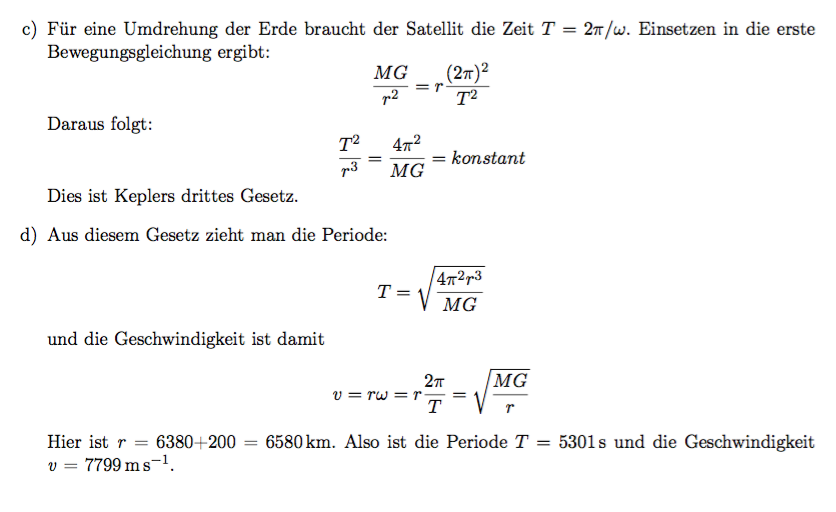 c) Für eine Umdrehung der Erde braucht der Satellit die Zeit T = 2π/ω. Einsetzen in die erste
Bewegungsgleichung ergibt:
MG/r² = r (2π)²/T²
Daraus folgt:
T²/r³ = 4π²/MG = konstant
Dies ist Keplers drittes Gesetz.
d) Aus diesem Gesetz zieht man die Periode:
T = √(4π²r³/MG)
und die Geschwindigkeit ist damit
v = rω = r 2π/T = √(MG/r)
Hier ist r = 6380+200 = 6580 km. Also ist die Periode T = 5301 s und die Geschwindigkeit
v = 7799 m s⁻¹.